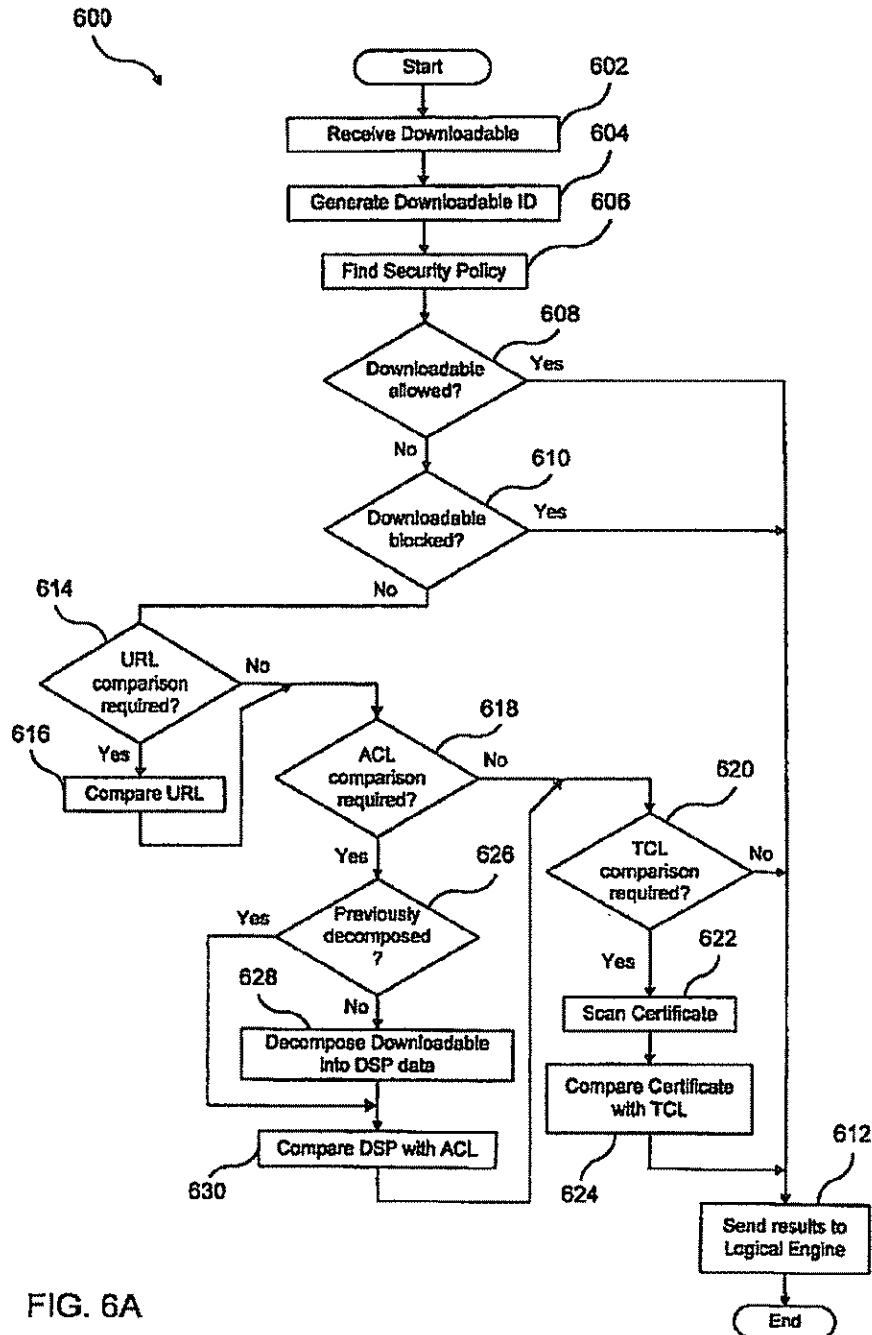 600
Start
602
Receive Downloadable
604
Generate Downloadable ID
606
Find Security Policy
608
Downloadable
allowed?
Yes
No
610
Downloadable
blocked?
Yes
No
614
URL
comparison
required?
No
616
Yes
Compare URL
618
ACL
comparison
required?
No
Yes
620
TCL
comparison
required?
No
Yes
626
Previously
decomposed
?
Yes
No
628
Decompose Downloadable
into DSP data
Compare DSP with ACL
630
622
Scan Certificate
Compare Certificate
with TCL
624
612
Send results to
Logical Engine
End
FIG. 6A